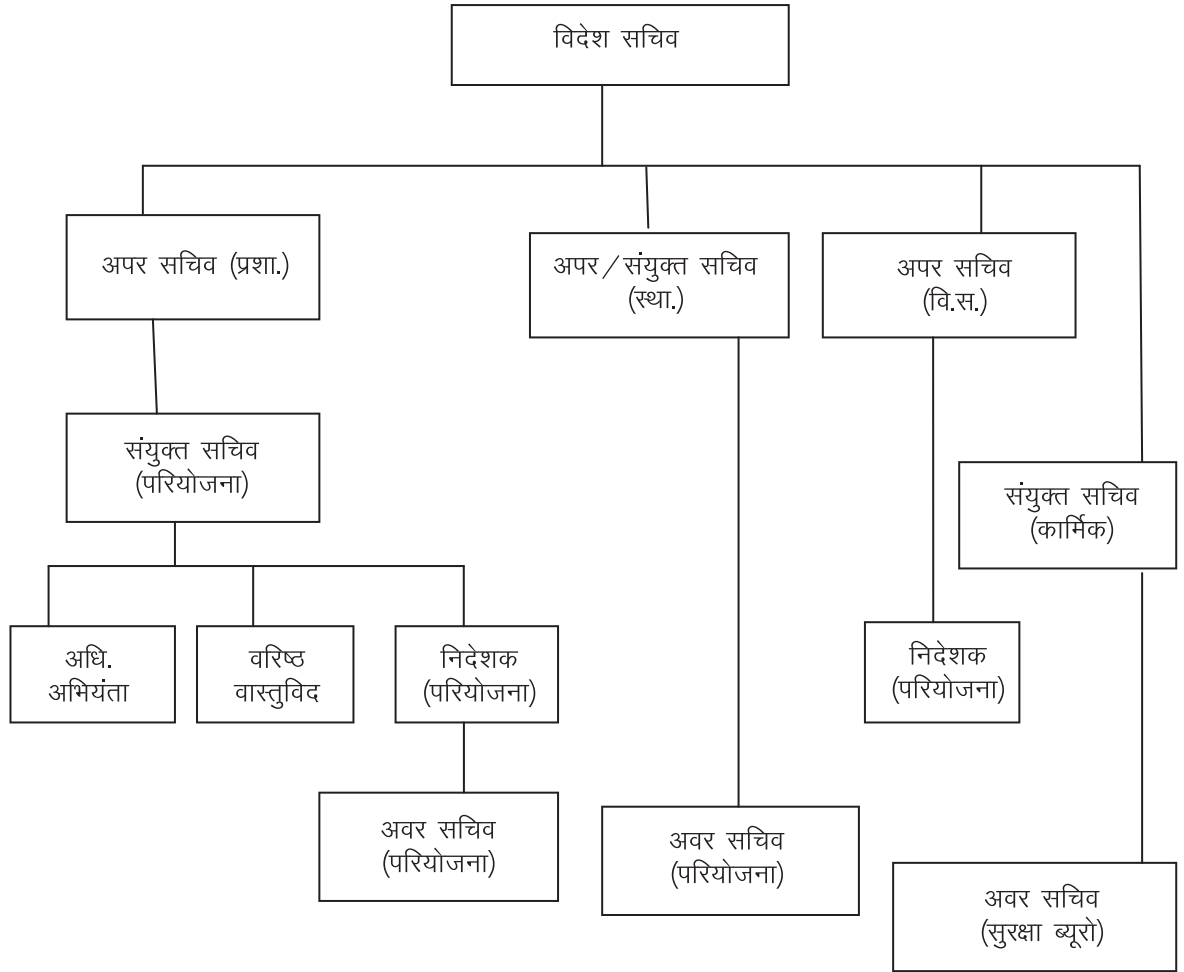 विदेश सचिव
अपर सचिव (प्रशा.)
अपर/संयुक्त सचिव
(स्था.)
अपर सचिव
(वि.स.)
संयुक्त सचिव
(परियोजना)
संयुक्त सचिव
(कार्मिक)
अधि.
अभियंता
वरिष्ठ
वास्तुविद
निदेशक
(परियोजना)
निदेशक
(परियोजना)
अवर सचिव
(परियोजना)
अवर सचिव
(परियोजना)
अवर सचिव
(सुरक्षा ब्यूरो)